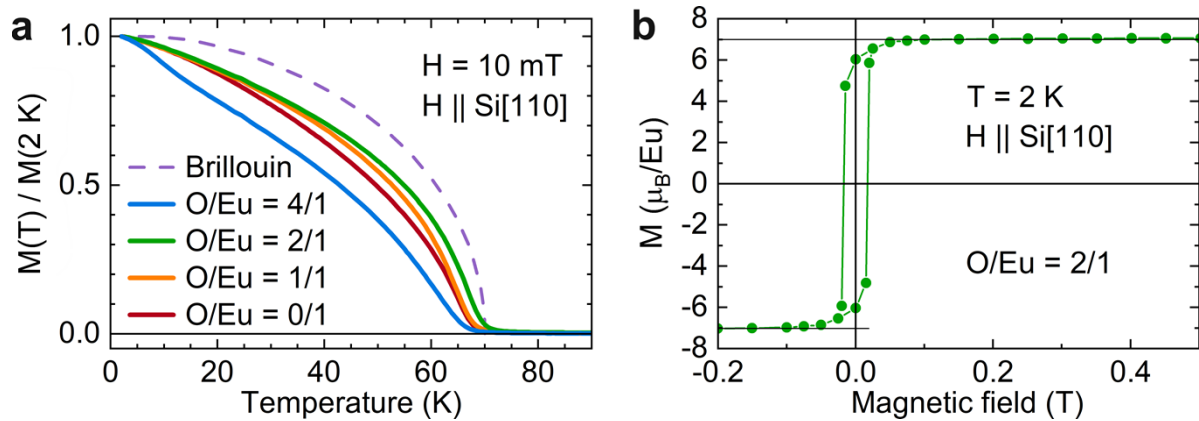 a
1.0
0.5
0.0
M(T) / M(2 K)
H = 10 mT
H || Si[110]
Brillouin
O/Eu = 4/1
O/Eu = 2/1
O/Eu = 1/1
O/Eu = 0/1
0 20 40 60 80
Temperature (K)
b
8
6
4
2
0
-2
-4
-6
-8
M (μB/Eu)
T = 2 K
H || Si[110]
O/Eu = 2/1
-0.2 0.0 0.2 0.4
Magnetic field (T)